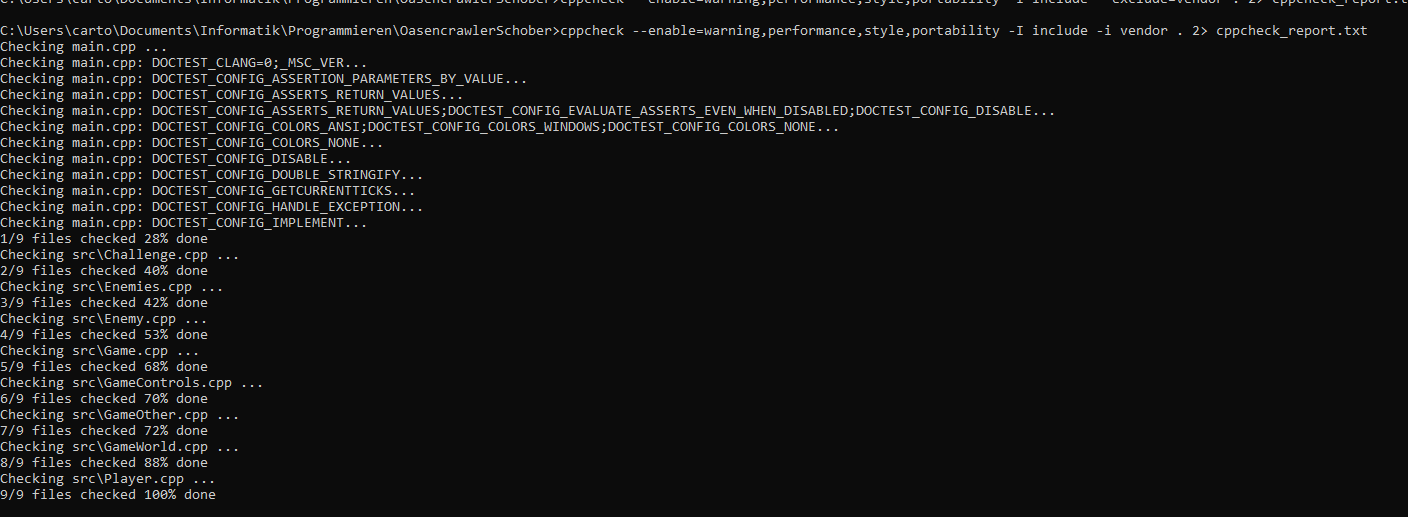 C:\Users\carto\Documents\Informatik\Programmieren\OasencrawlerSchober>cppcheck --enable=warning,performance,style,portability -I include --exclude=vendor . 2> cppcheck_report.t
C:\Users\carto\Documents\Informatik\Programmieren\OasencrawlerSchober>cppcheck --enable=warning,performance,style,portability -I include -i vendor . 2> cppcheck_report.txt
Checking main.cpp ...
Checking main.cpp: DOCTEST_CLANG=0;_MSC_VER...
Checking main.cpp: DOCTEST_CONFIG_ASSERTION_PARAMETERS_BY_VALUE...
Checking main.cpp: DOCTEST_CONFIG_ASSERTS_RETURN_VALUES...
Checking main.cpp: DOCTEST_CONFIG_ASSERTS_RETURN_VALUES;DOCTEST_CONFIG_EVALUATE_ASSERTS_EVEN_WHEN_DISABLED;DOCTEST_CONFIG_DISABLE...
Checking main.cpp: DOCTEST_CONFIG_COLORS_ANSI;DOCTEST_CONFIG_COLORS_WINDOWS;DOCTEST_CONFIG_COLORS_NONE...
Checking main.cpp: DOCTEST_CONFIG_COLORS_NONE...
Checking main.cpp: DOCTEST_CONFIG_DISABLE...
Checking main.cpp: DOCTEST_CONFIG_DOUBLE_STRINGIFY...
Checking main.cpp: DOCTEST_CONFIG_GETCURRENTTICKS...
Checking main.cpp: DOCTEST_CONFIG_HANDLE_EXCEPTION...
Checking main.cpp: DOCTEST_CONFIG_IMPLEMENT...
1/9 files checked 28% done
Checking src\Challenge.cpp ...
2/9 files checked 40% done
Checking src\Enemies.cpp ...
3/9 files checked 42% done
Checking src\Enemy.cpp ...
4/9 files checked 53% done
Checking src\Game.cpp ...
5/9 files checked 68% done
Checking src\GameControls.cpp ...
6/9 files checked 70% done
Checking src\GameOther.cpp ...
7/9 files checked 72% done
Checking src\GameWorld.cpp ...
8/9 files checked 88% done
Checking src\Player.cpp ...
9/9 files checked 100% done